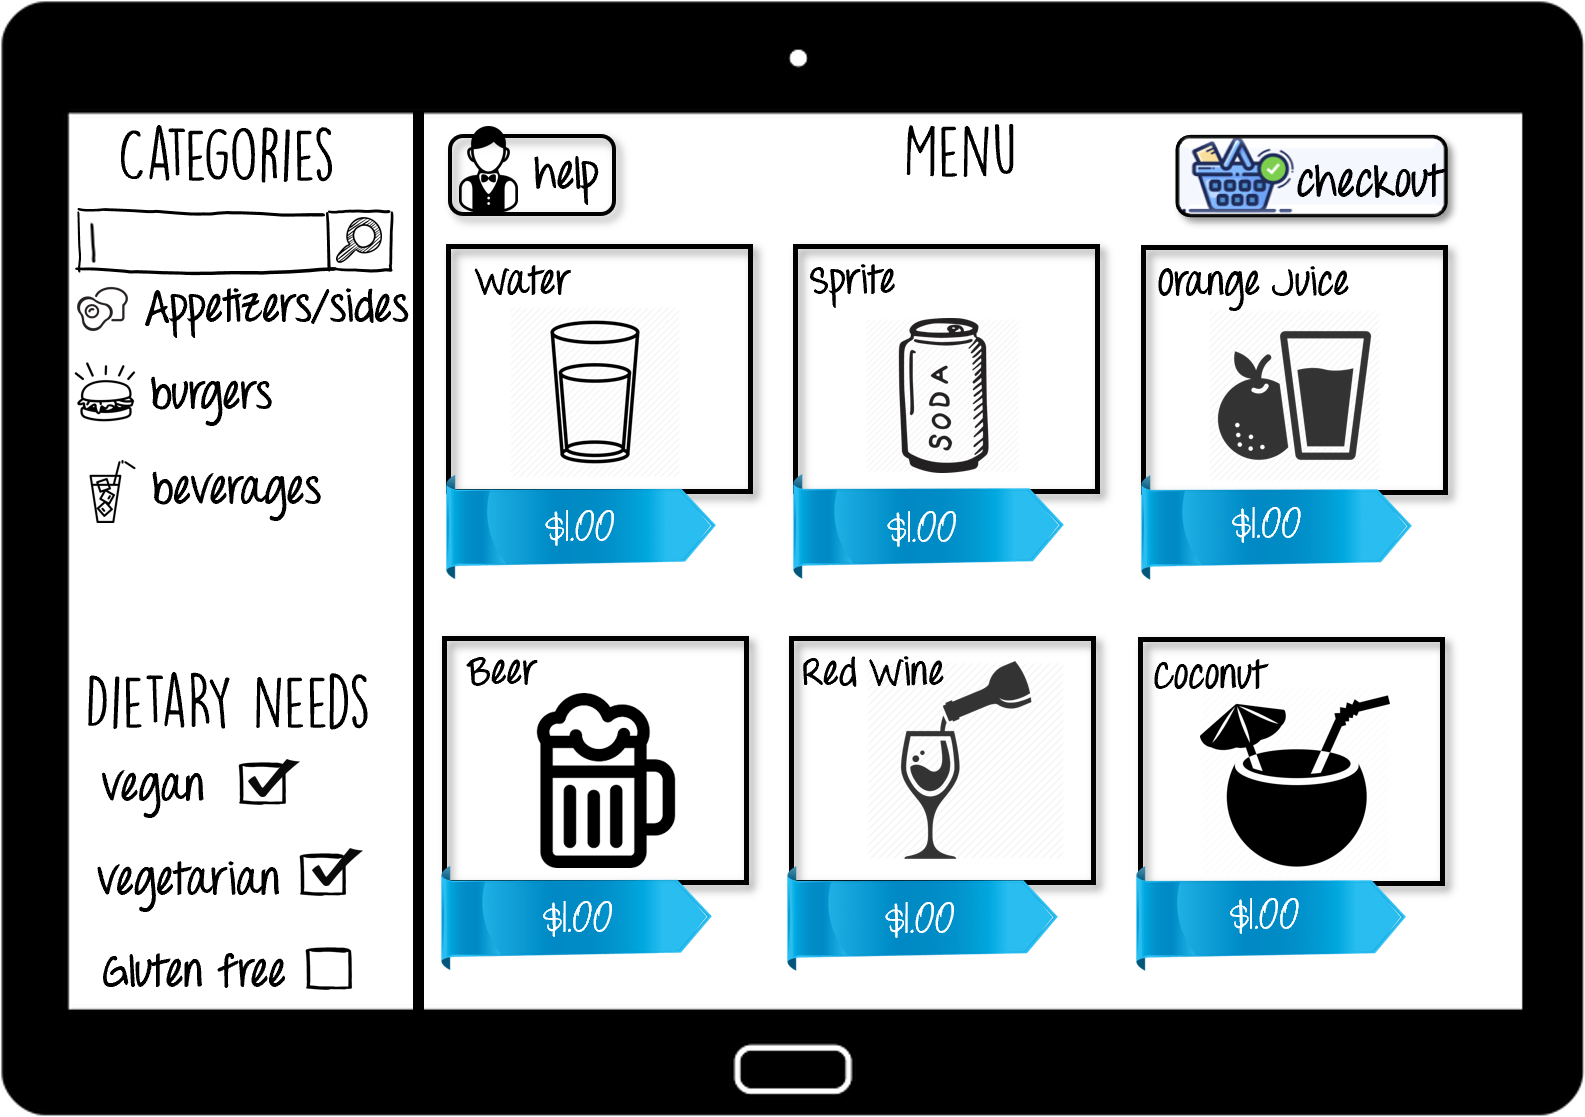 CATEGORIES
Appetizers/sides
burgers
beverages
DIETARY NEEDS
vegan
vegetarian
Gluten free
help
MENU
checkout
Water
Sprite
Orange Juice
SODA
$1.00
$1.00
$1.00
Beer
Red Wine
Coconut
$1.00
$1.00
$1.00